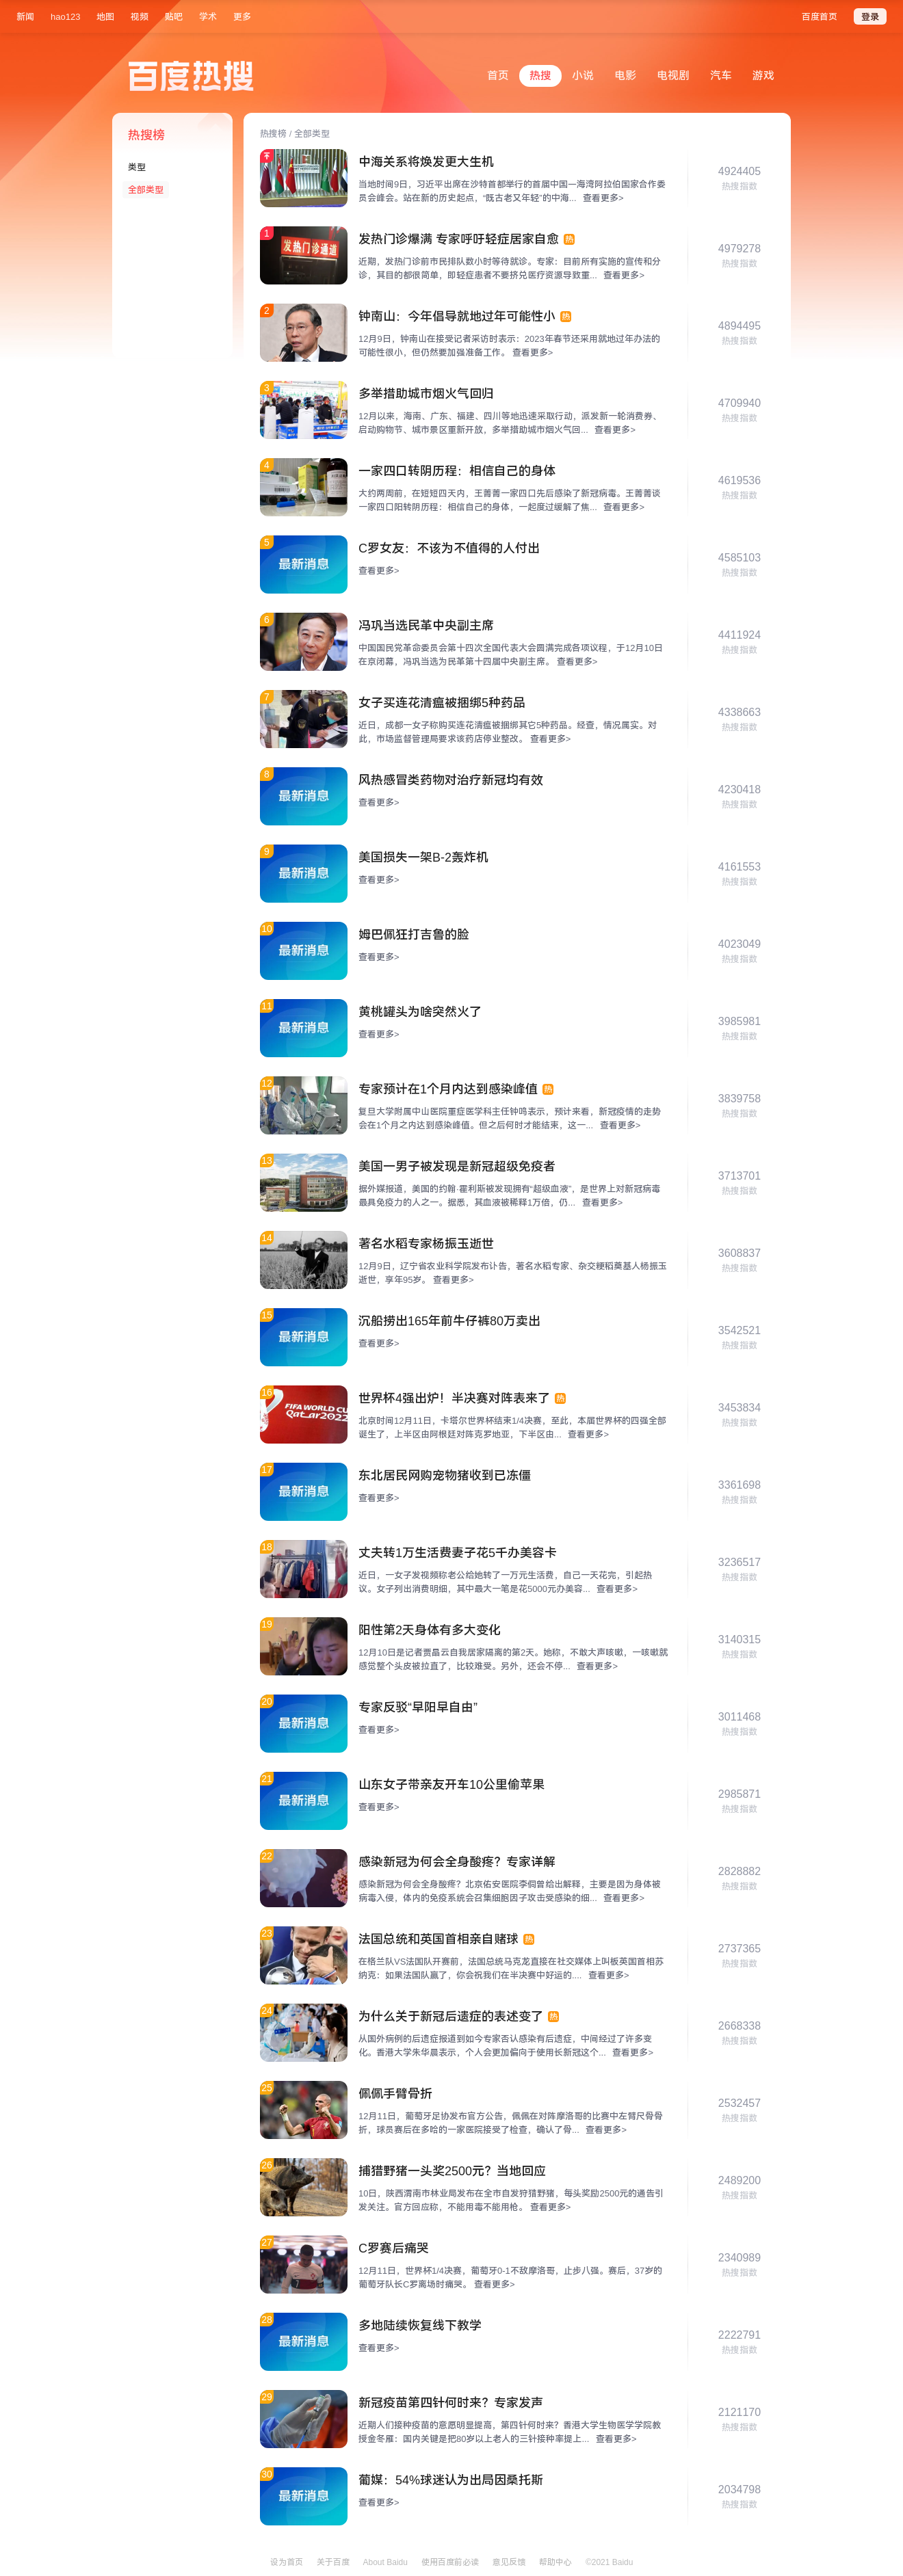 新闻 hao123 地图 视频 贴吧 学术 更多 百度首页 登录
百度热搜 首页 热搜 小说 电影 电视剧 汽车 游戏
热搜榜
类型
全部类型
热搜榜 / 全部类型
中海关系将焕发更大生机
当地时间9日，习近平出席在沙特首都举行的首届中国—海湾阿拉伯国家合作委
员会峰会。站在新的历史起点，“既古老又年轻”的中海... 查看更多>
4924405
热搜指数
1
发热门诊通道
发热门诊爆满 专家呼吁轻症居家自愈 热
近期，发热门诊前市民排队数小时等待就诊。专家：目前所有实施的宣传和分
诊，其目的都很简单，即轻症患者不要挤兑医疗资源导致重... 查看更多>
4979278
热搜指数
2
钟南山：今年倡导就地过年可能性小 热
12月9日，钟南山在接受记者采访时表示：2023年春节还采用就地过年办法的
可能性很小，但仍然要加强准备工作。 查看更多>
4894495
热搜指数
3
多举措助城市烟火气回归
12月以来，海南、广东、福建、四川等地迅速采取行动，派发新一轮消费券、
启动购物节、城市景区重新开放，多举措助城市烟火气回... 查看更多>
4709940
热搜指数
4
一家四口转阴历程：相信自己的身体
大约两周前，在短短四天内，王菁菁一家四口先后感染了新冠病毒。王菁菁谈
一家四口阳转阴历程：相信自己的身体，一起度过缓解了焦... 查看更多>
4619536
热搜指数
5
最新消息
C罗女友：不该为不值得的人付出
查看更多>
4585103
热搜指数
6
冯巩当选民革中央副主席
中国国民党革命委员会第十四次全国代表大会圆满完成各项议程，于12月10日
在京闭幕，冯巩当选为民革第十四届中央副主席。 查看更多>
4411924
热搜指数
7
女子买连花清瘟被捆绑5种药品
近日，成都一女子称购买连花清瘟被捆绑其它5种药品。经查，情况属实。对
此，市场监督管理局要求该药店停业整改。 查看更多>
4338663
热搜指数
8
最新消息
风热感冒类药物对治疗新冠均有效
查看更多>
4230418
热搜指数
9
最新消息
美国损失一架B-2轰炸机
查看更多>
4161553
热搜指数
10
最新消息
姆巴佩狂打吉鲁的脸
查看更多>
4023049
热搜指数
11
最新消息
黄桃罐头为啥突然火了
查看更多>
3985981
热搜指数
12
专家预计在1个月内达到感染峰值 热
复旦大学附属中山医院重症医学科主任钟鸣表示，预计来看，新冠疫情的走势
会在1个月之内达到感染峰值。但之后何时才能结束，这一... 查看更多>
3839758
热搜指数
13
美国一男子被发现是新冠超级免疫者
据外媒报道，美国的约翰·霍利斯被发现拥有“超级血液”，是世界上对新冠病毒
最具免疫力的人之一。据悉，其血液被稀释1万倍，仍... 查看更多>
3713701
热搜指数
14
著名水稻专家杨振玉逝世
12月9日，辽宁省农业科学院发布讣告，著名水稻专家、杂交粳稻奠基人杨振玉
逝世，享年95岁。 查看更多>
3608837
热搜指数
15
最新消息
沉船捞出165年前牛仔裤80万卖出
查看更多>
3542521
热搜指数
16
FIFA WORLD CUP
Qatar2022
世界杯4强出炉！半决赛对阵表来了 热
北京时间12月11日，卡塔尔世界杯结束1/4决赛，至此，本届世界杯的四强全部
诞生了，上半区由阿根廷对阵克罗地亚，下半区由... 查看更多>
3453834
热搜指数
17
最新消息
东北居民网购宠物猪收到已冻僵
查看更多>
3361698
热搜指数
18
丈夫转1万生活费妻子花5千办美容卡
近日，一女子发视频称老公给她转了一万元生活费，自己一天花完，引起热
议。女子列出消费明细，其中最大一笔是花5000元办美容... 查看更多>
3236517
热搜指数
19
阳性第2天身体有多大变化
12月10日是记者贾晶云自我居家隔离的第2天。她称，不敢大声咳嗽，一咳嗽就
感觉整个头皮被拉直了，比较难受。另外，还会不停... 查看更多>
3140315
热搜指数
20
最新消息
专家反驳“早阳早自由”
查看更多>
3011468
热搜指数
21
最新消息
山东女子带亲友开车10公里偷苹果
查看更多>
2985871
热搜指数
22
感染新冠为何会全身酸疼？专家详解
感染新冠为何会全身酸疼？北京佑安医院李侗曾给出解释，主要是因为身体被
病毒入侵，体内的免疫系统会召集细胞因子攻击受感染的细... 查看更多>
2828882
热搜指数
23
法国总统和英国首相亲自赌球 热
在格兰队VS法国队开赛前，法国总统马克龙直接在社交媒体上叫板英国首相苏
纳克：如果法国队赢了，你会祝我们在半决赛中好运的.... 查看更多>
2737365
热搜指数
24
为什么关于新冠后遗症的表述变了 热
从国外病例的后遗症报道到如今专家否认感染有后遗症，中间经过了许多变
化。香港大学朱华晨表示，个人会更加偏向于使用长新冠这个... 查看更多>
2668338
热搜指数
25
佩佩手臂骨折
12月11日，葡萄牙足协发布官方公告，佩佩在对阵摩洛哥的比赛中左臂尺骨骨
折，球员赛后在多哈的一家医院接受了检查，确认了骨... 查看更多>
2532457
热搜指数
26
捕猎野猪一头奖2500元？当地回应
10日，陕西渭南市林业局发布在全市自发狩猎野猪，每头奖励2500元的通告引
发关注。官方回应称，不能用毒不能用枪。 查看更多>
2489200
热搜指数
27
C罗赛后痛哭
12月11日，世界杯1/4决赛，葡萄牙0-1不敌摩洛哥，止步八强。赛后，37岁的
葡萄牙队长C罗离场时痛哭。 查看更多>
2340989
热搜指数
28
最新消息
多地陆续恢复线下教学
查看更多>
2222791
热搜指数
29
新冠疫苗第四针何时来？专家发声
近期人们接种疫苗的意愿明显提高，第四针何时来？香港大学生物医学学院教
授金冬雁：国内关键是把80岁以上老人的三针接种率提上... 查看更多>
2121170
热搜指数
30
最新消息
葡媒：54%球迷认为出局因桑托斯
查看更多>
2034798
热搜指数
设为首页 关于百度 About Baidu 使用百度前必读 意见反馈 帮助中心 ©2021 Baidu